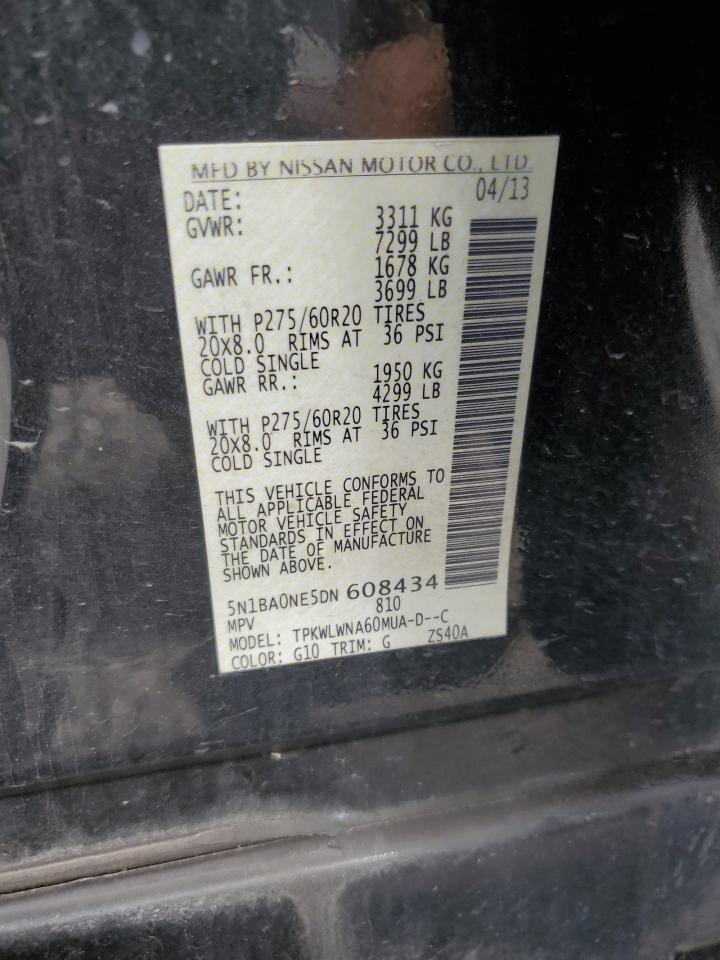 MFD BY NISSAN MOTOR CO., LTD.
DATE: 04/13
GVWR: 3311 KG
7299 LB
GAWR FR.: 1678 KG
3699 LB
WITH P275/60R20 TIRES
20X8.0 RIMS AT 36 PSI
COLD SINGLE
GAWR RR.: 1950 KG
4299 LB
WITH P275/60R20 TIRES
20X8.0 RIMS AT 36 PSI
COLD SINGLE
THIS VEHICLE CONFORMS TO
ALL APPLICABLE FEDERAL
MOTOR VEHICLE SAFETY
STANDARDS IN EFFECT ON
THE DATE OF MANUFACTURE
SHOWN ABOVE.
5N1BA0NE5DN 608434
MPV 810
MODEL: TPKWLWNA60MUA-D--C
COLOR: G10 TRIM: G ZS40A